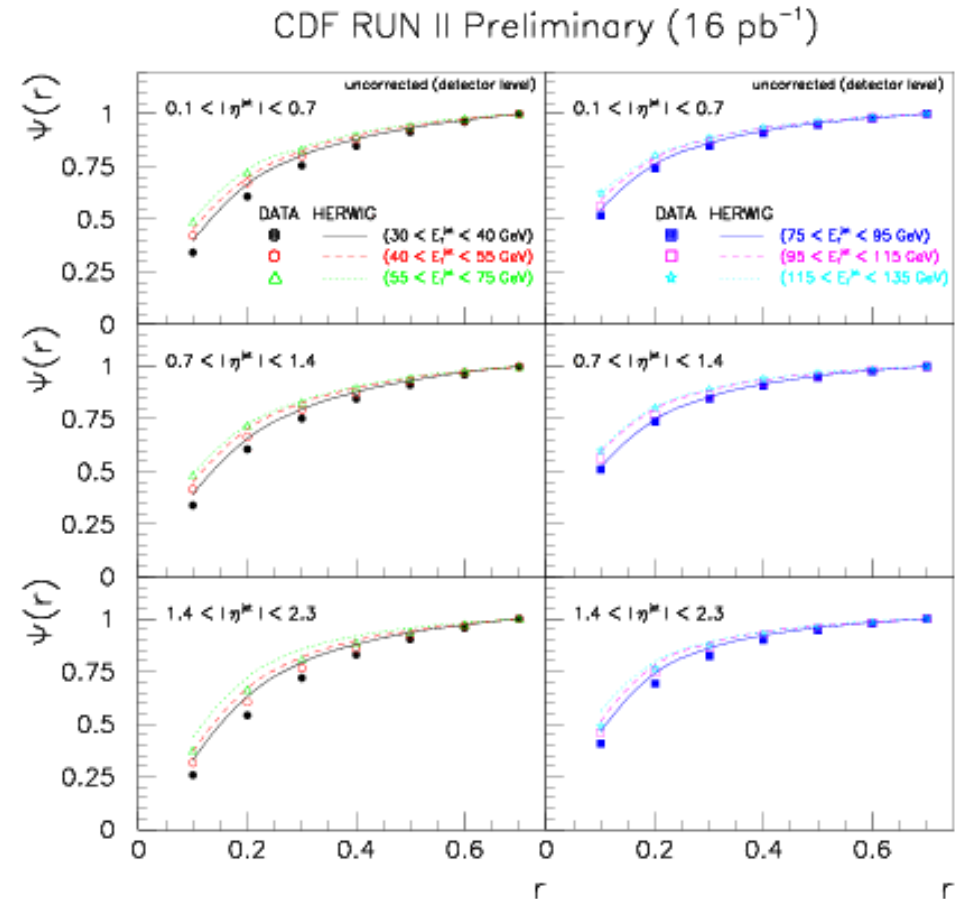 CDF RUN II Preliminary (16 pb⁻¹)
ψ(r)
uncorrected (detector level)
0.1 < | η^jet | < 0.7
1
0.75
0.5
0.25
0
DATA HERWIG
(30 < E_T^jet < 40 GeV)
(40 < E_T^jet < 55 GeV)
(55 < E_T^jet < 75 GeV)
uncorrected (detector level)
0.1 < | η^jet | < 0.7
DATA HERWIG
(75 < E_T^jet < 95 GeV)
(95 < E_T^jet < 115 GeV)
(115 < E_T^jet < 135 GeV)
ψ(r)
0.7 < | η^jet | < 1.4
1
0.75
0.5
0.25
0
0.7 < | η^jet | < 1.4
ψ(r)
1.4 < | η^jet | < 2.3
1
0.75
0.5
0.25
0
1.4 < | η^jet | < 2.3
0 0.2 0.4 0.6 0 0.2 0.4 0.6
r r